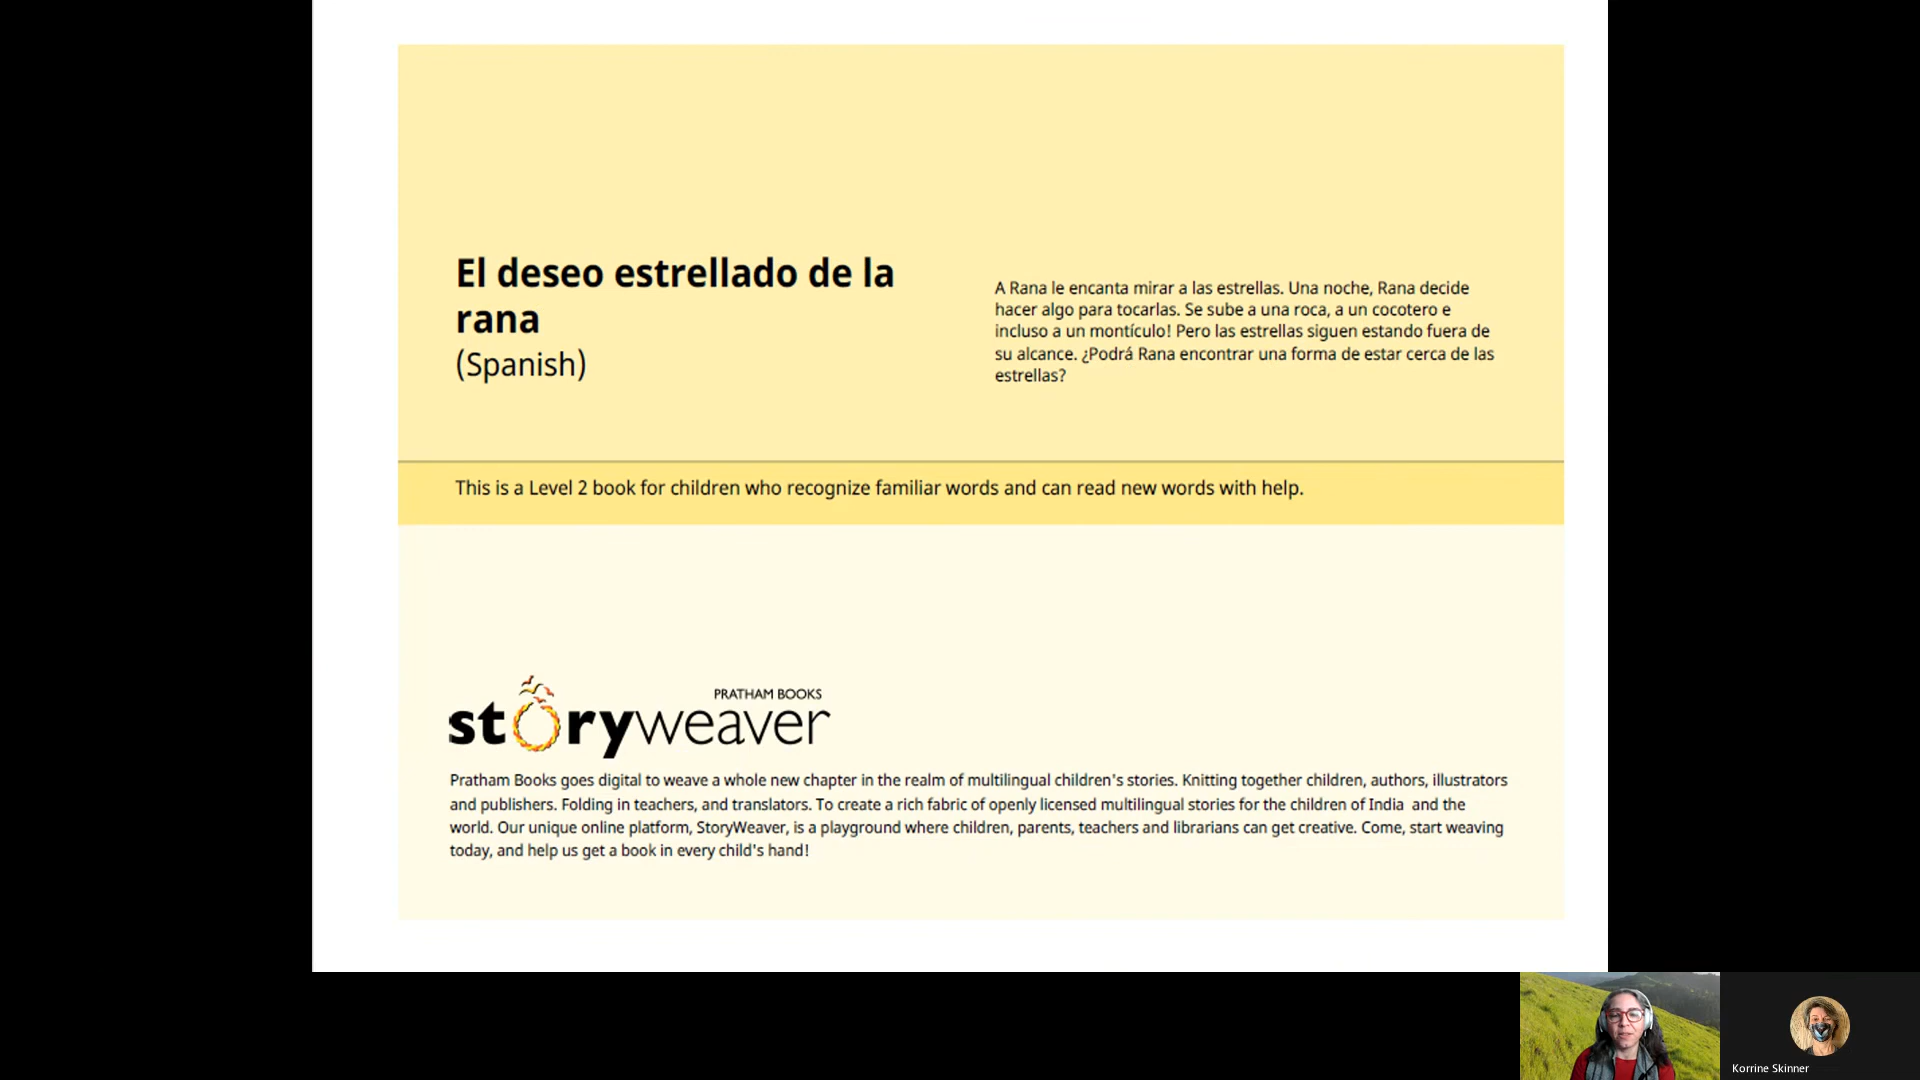 El deseo estrellado de la
rana
(Spanish)
A Rana le encanta mirar a las estrellas. Una noche, Rana decide
hacer algo para tocarlas. Se sube a una roca, a un cocotero e
incluso a un montículo! Pero las estrellas siguen estando fuera de
su alcance. ¿Podrá Rana encontrar una forma de estar cerca de las
estrellas?
This is a Level 2 book for children who recognize familiar words and can read new words with help.
PRATHAM BOOKS
storyweaver
Pratham Books goes digital to weave a whole new chapter in the realm of multilingual children's stories. Knitting together children, authors, illustrators
and publishers. Folding in teachers, and translators. To create a rich fabric of openly licensed multilingual stories for the children of India and the
world. Our unique online platform, StoryWeaver, is a playground where children, parents, teachers and librarians can get creative. Come, start weaving
today, and help us get a book in every child's hand!
Korrine Skinner